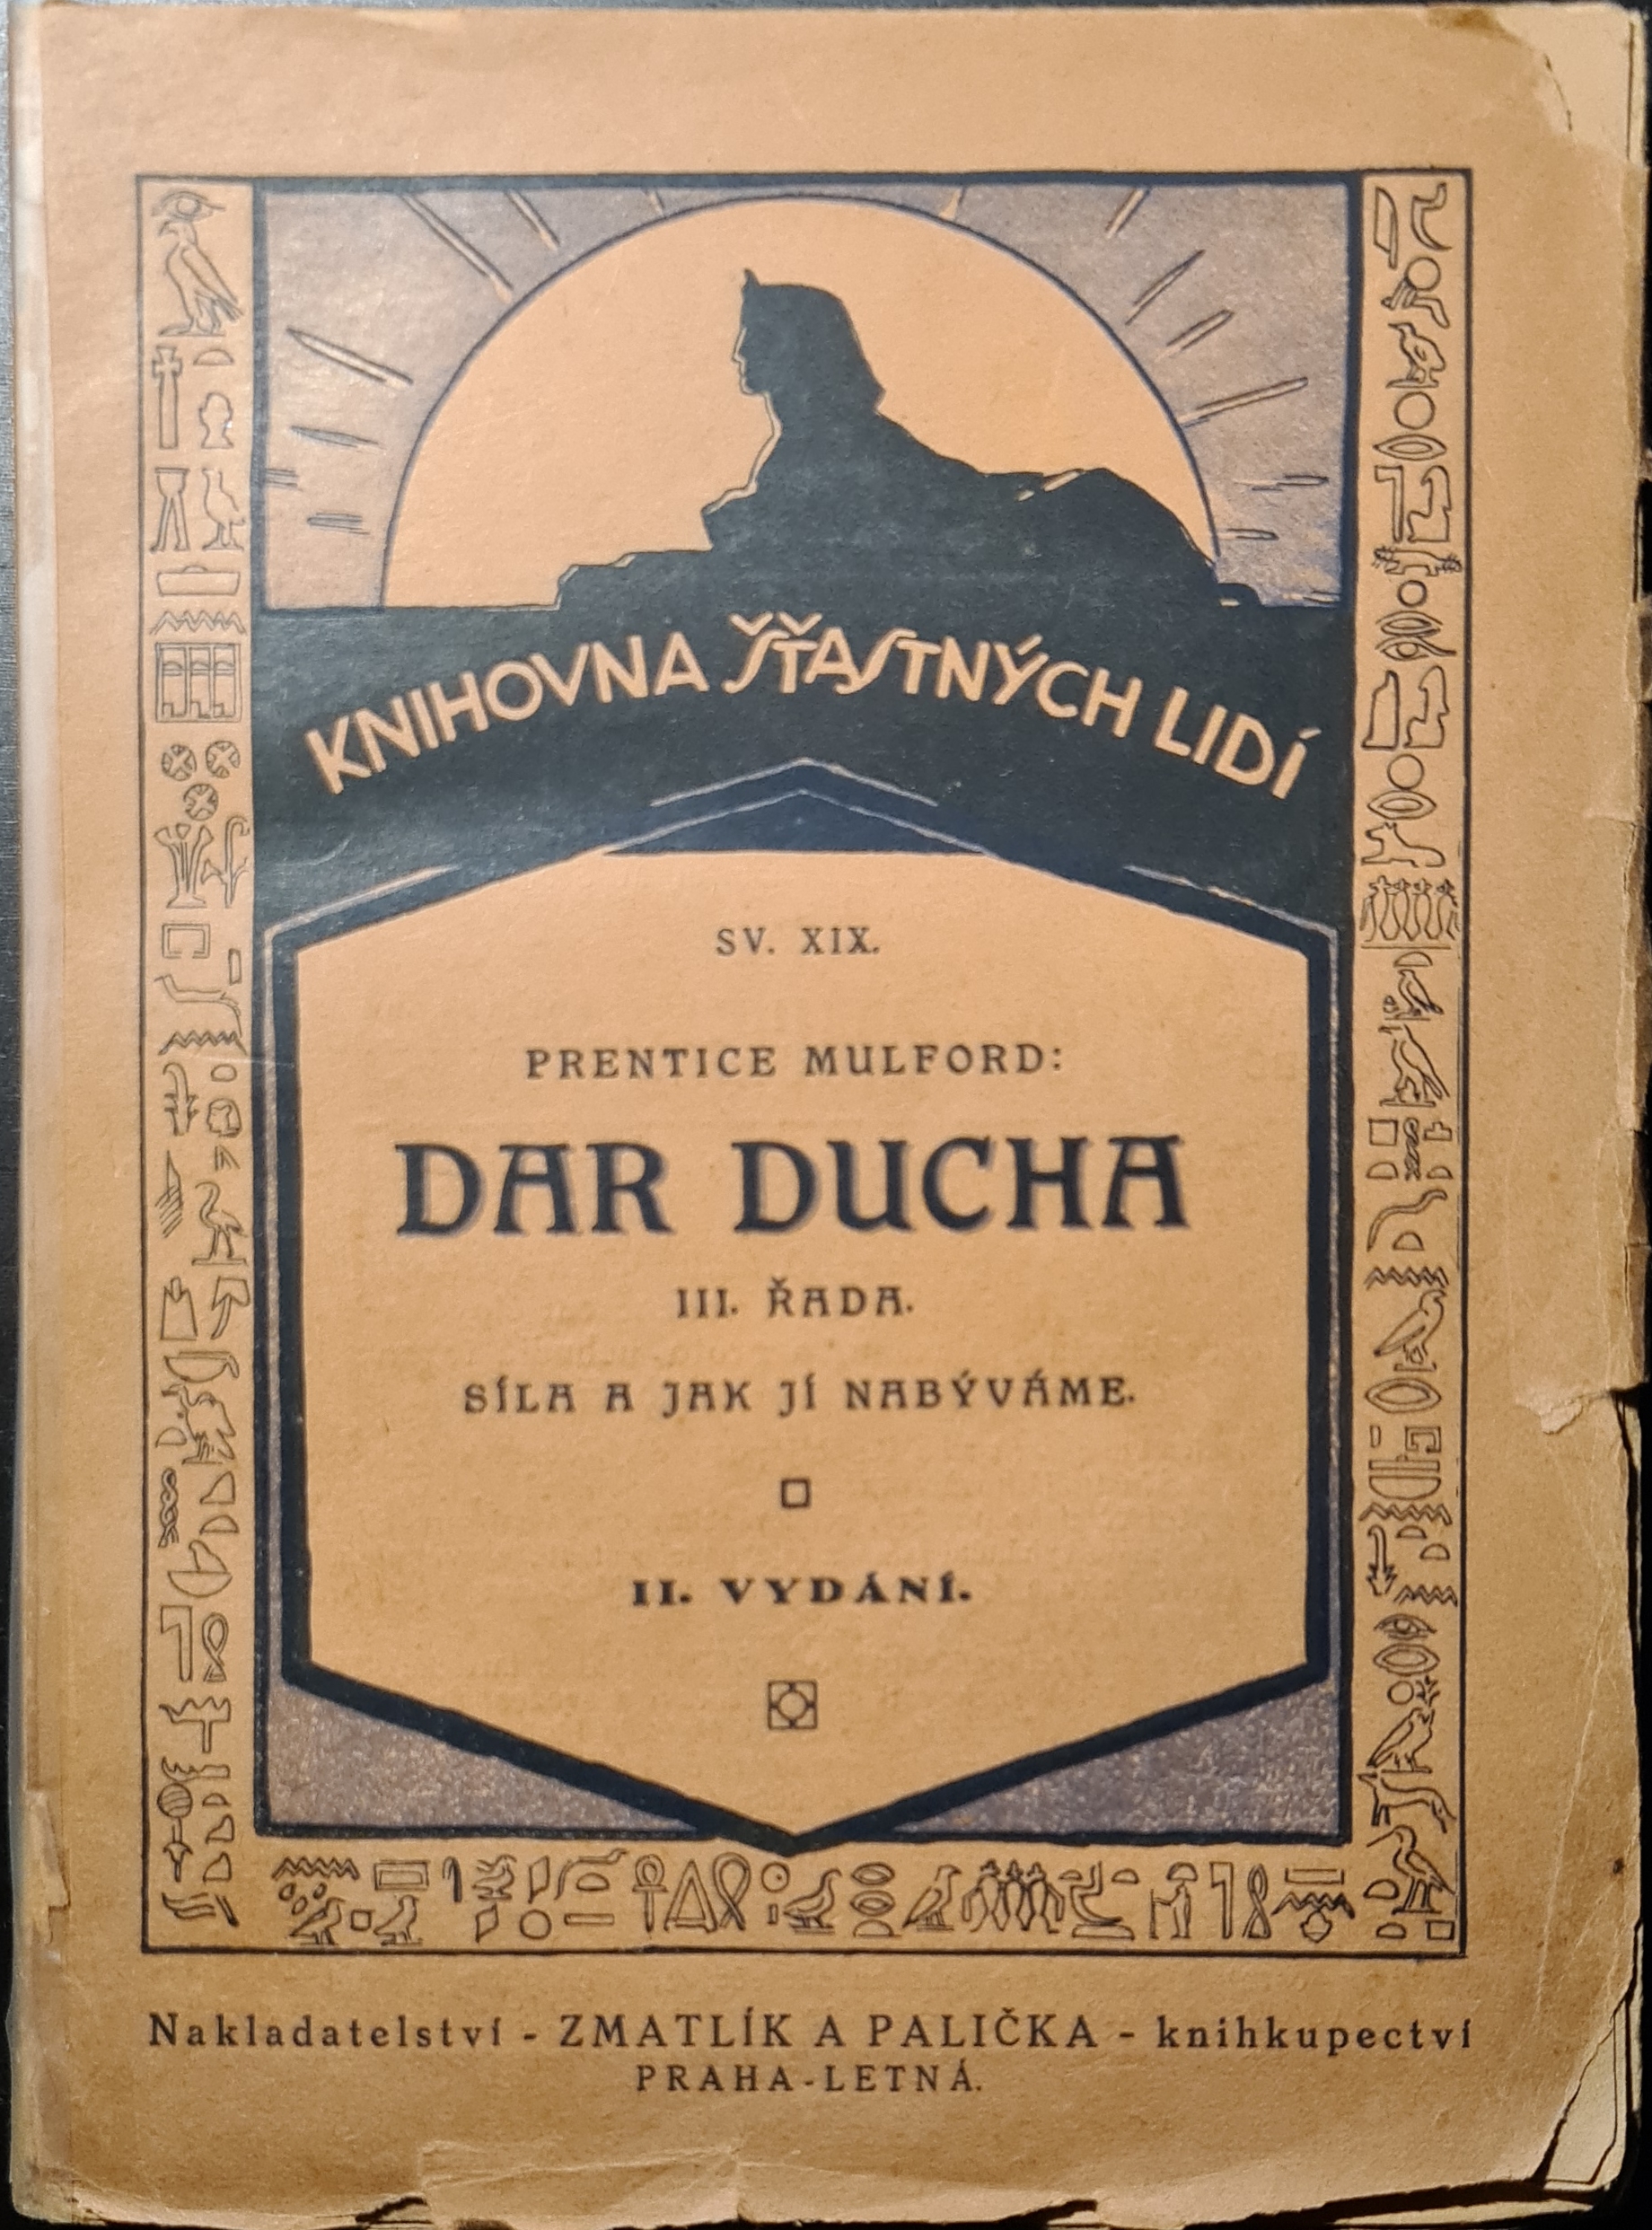 KNIHOVNA ŠŤASTNÝCH LIDÍ
SV. XIX.
PRENTICE MULFORD:
DAR DUCHA
III. ŘADA.
SÍLA A JAK JÍ NABÝVÁME.
II. VYDÁNÍ.
Nakladatelství - ZMATLÍK A PALIČKA - knihkupectví
PRAHA-LETNÁ.